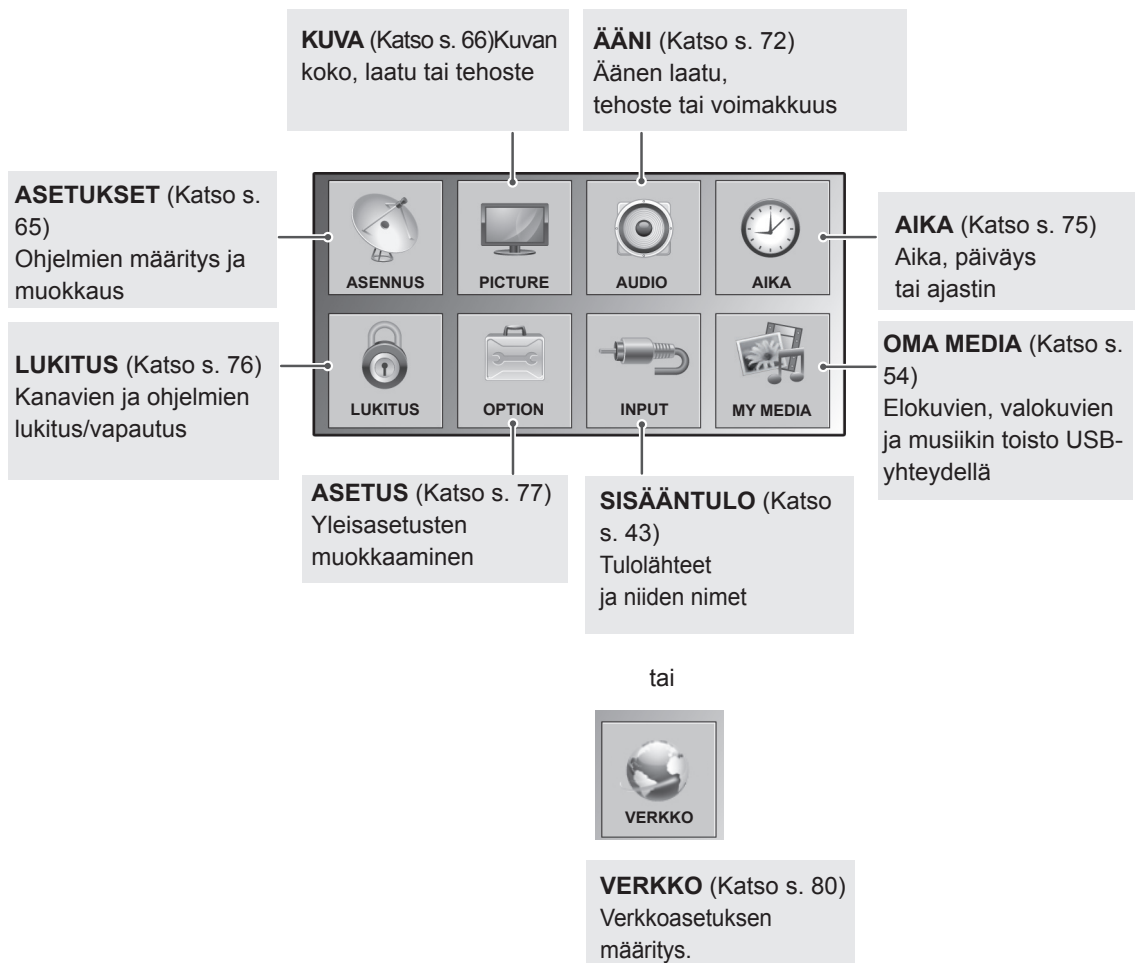 KUVA (Katso s. 66)Kuvan
koko, laatu tai tehoste
ÄÄNI (Katso s. 72)
Äänen laatu,
tehoste tai voimakkuus
ASETUKSET (Katso s.
65)
Ohjelmien määritys ja
muokkaus
ASENNUS
PICTURE
AUDIO
AIKA
AIKA (Katso s. 75)
Aika, päiväys
tai ajastin
LUKITUS (Katso s. 76)
Kanavien ja ohjelmien
lukitus/vapautus
LUKITUS
OPTION
INPUT
MY MEDIA
OMA MEDIA (Katso s.
54)
Elokuvien, valokuvien
ja musiikin toisto USB-
yhteydellä
ASETUS (Katso s. 77)
Yleisasetusten
muokkaaminen
SISÄÄNTULO (Katso
s. 43)
Tulolähteet
ja niiden nimet
tai
VERKKO
VERKKO (Katso s. 80)
Verkkoasetuksen
määritys.